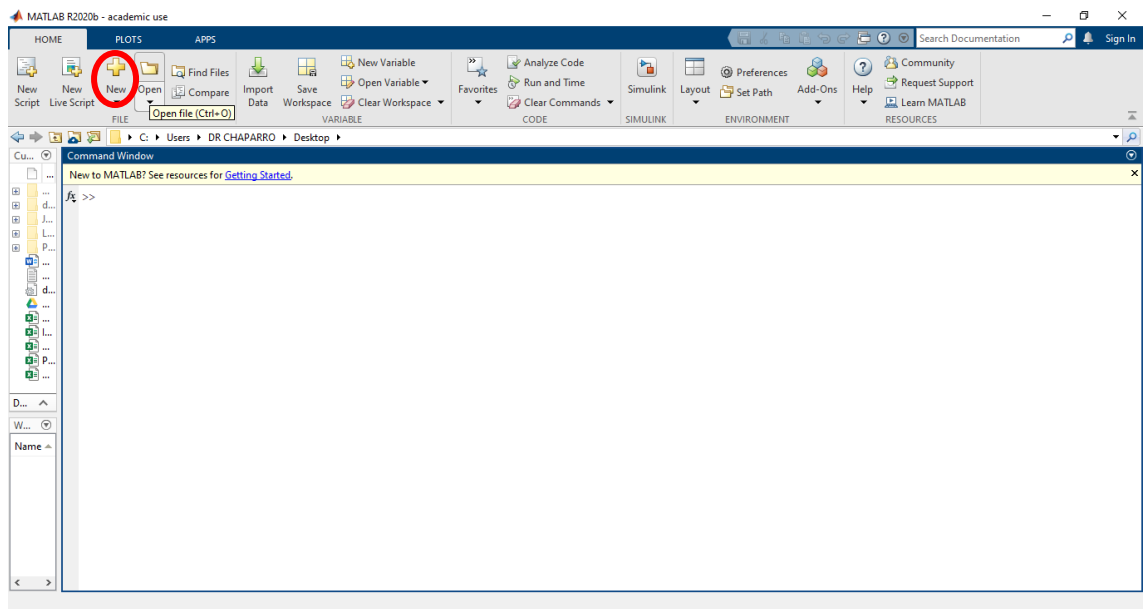 MATLAB R2020b - academic use
HOME PLOTS APPS Search Documentation Sign In
New Script
New Live Script
New
Open
Find Files
Compare
Import Data
Save Workspace
New Variable
Open Variable
Clear Workspace
Favorites
Analyze Code
Run and Time
Clear Commands
Simulink
Layout
Preferences
Set Path
Add-Ons
Help
Community
Request Support
Learn MATLAB
Open file (Ctrl+O)
FILE VARIABLE CODE SIMULINK ENVIRONMENT RESOURCES
C: Users DR CHAPARRO Desktop
Cu...
Command Window
New to MATLAB? See resources for Getting Started.
fx >>
...
...
d...
J...
L...
P...
...
...
d...
...
...
I...
...
P...
...
D...
W...
Name